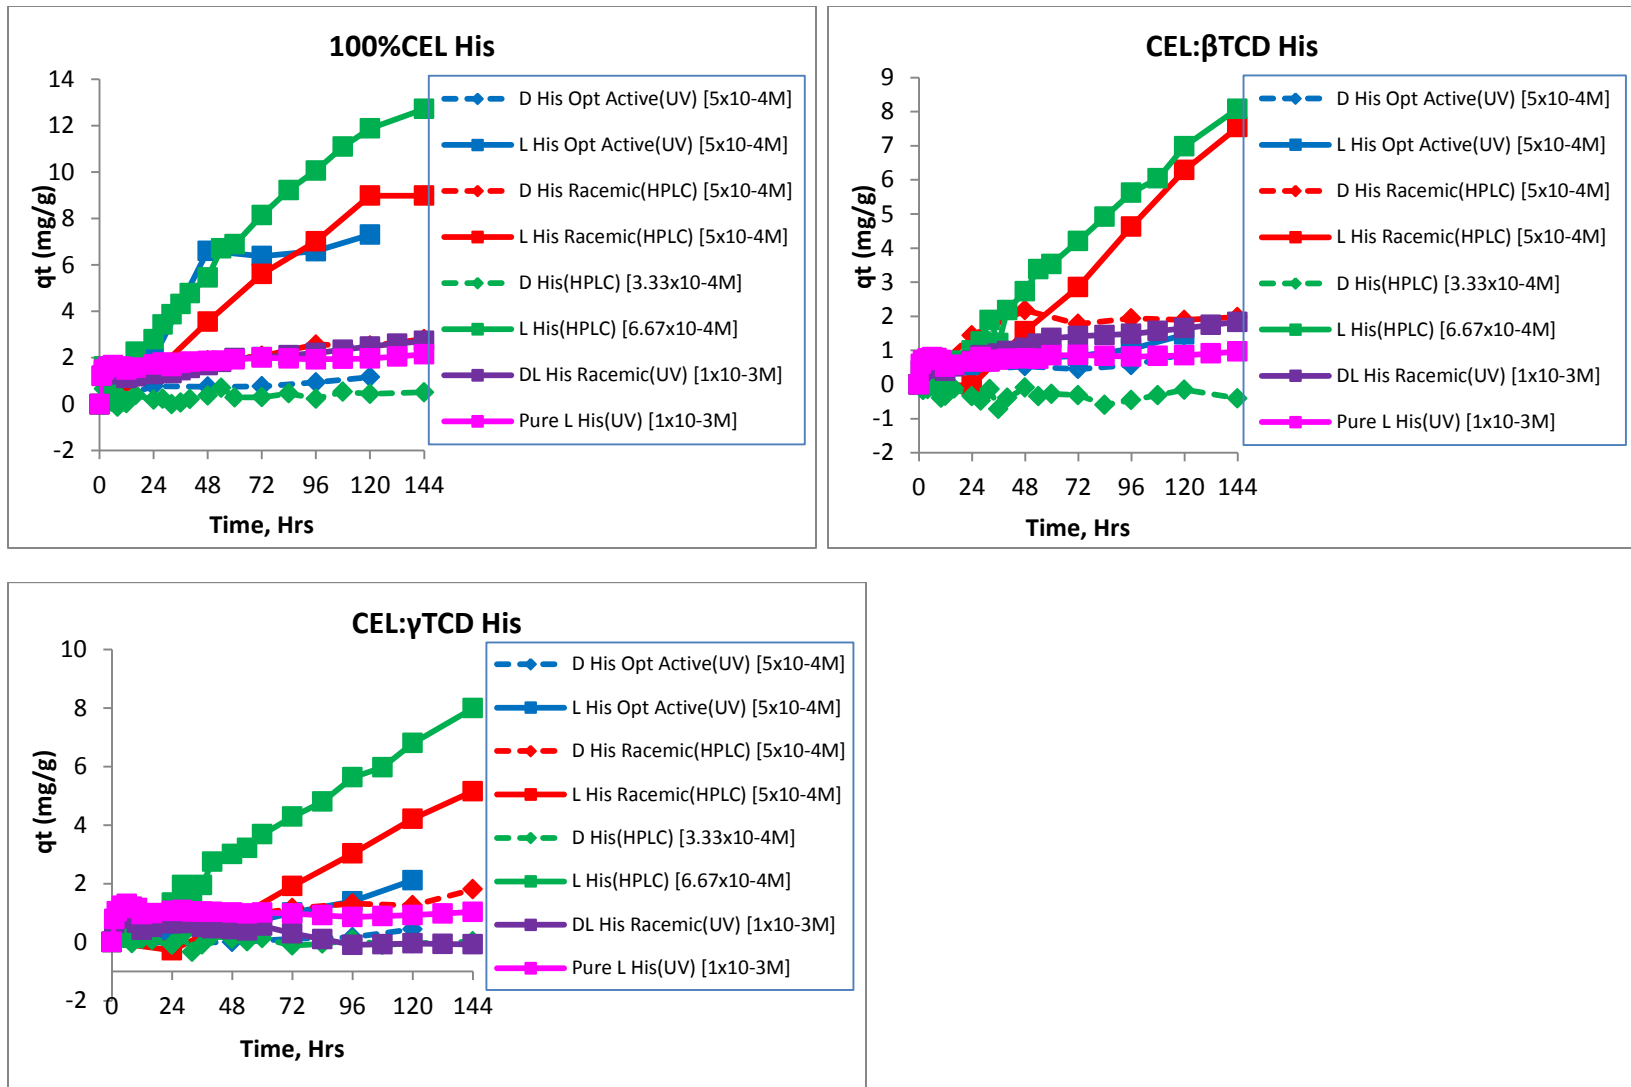 100%CEL His
14
12
10
8
6
4
2
0
-2
qt (mg/g)
0 24 48 72 96 120 144
Time, Hrs
D His Opt Active(UV) [5x10-4M]
L His Opt Active(UV) [5x10-4M]
D His Racemic(HPLC) [5x10-4M]
L His Racemic(HPLC) [5x10-4M]
D His(HPLC) [3.33x10-4M]
L His(HPLC) [6.67x10-4M]
DL His Racemic(UV) [1x10-3M]
Pure L His(UV) [1x10-3M]
CEL:βTCD His
9
8
7
6
5
4
3
2
1
0
-1
-2
qt (mg/g)
0 24 48 72 96 120 144
Time, Hrs
D His Opt Active(UV) [5x10-4M]
L His Opt Active(UV) [5x10-4M]
D His Racemic(HPLC) [5x10-4M]
L His Racemic(HPLC) [5x10-4M]
D His(HPLC) [3.33x10-4M]
L His(HPLC) [6.67x10-4M]
DL His Racemic(UV) [1x10-3M]
Pure L His(UV) [1x10-3M]
CEL:γTCD His
10
8
6
4
2
0
-2
qt (mg/g)
0 24 48 72 96 120 144
Time, Hrs
D His Opt Active(UV) [5x10-4M]
L His Opt Active(UV) [5x10-4M]
D His Racemic(HPLC) [5x10-4M]
L His Racemic(HPLC) [5x10-4M]
D His(HPLC) [3.33x10-4M]
L His(HPLC) [6.67x10-4M]
DL His Racemic(UV) [1x10-3M]
Pure L His(UV) [1x10-3M]